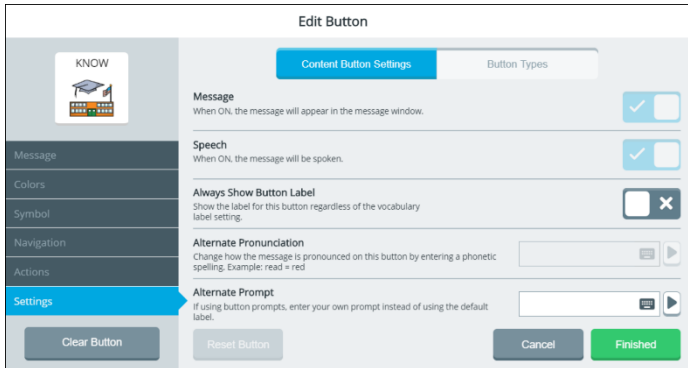 Edit Button
KNOW
Message
Colors
Symbol
Navigation
Actions
Settings
Clear Button
Content Button Settings
Button Types
Message
When ON, the message will appear in the message window.
Speech
When ON, the message will be spoken.
Always Show Button Label
Show the label for this button regardless of the vocabulary
label setting.
Alternate Pronunciation
Change how the message is pronounced on this button by entering a phonetic
spelling. Example: read = red
Alternate Prompt
If using button prompts, enter your own prompt instead of using the default
label.
Reset Button
Cancel
Finished